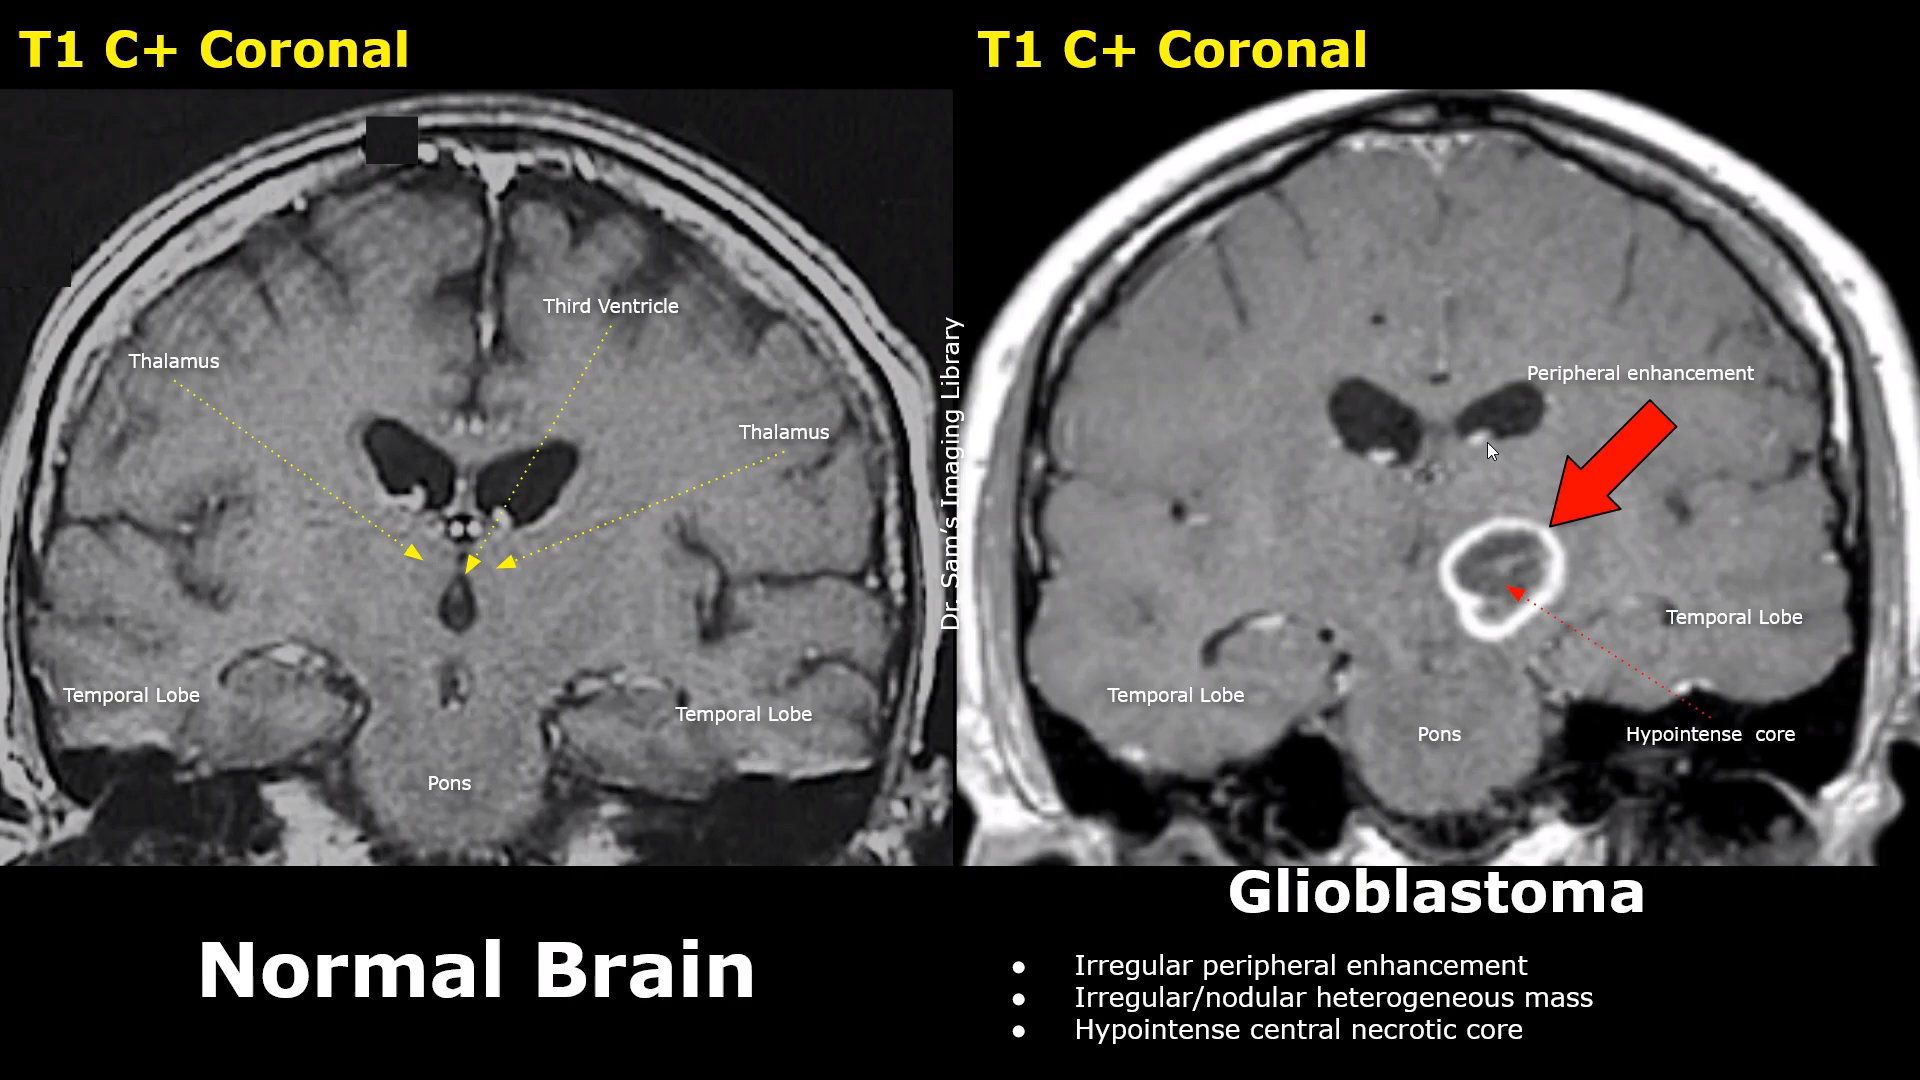 T1 C+ Coronal
Third Ventricle
Thalamus
Thalamus
Temporal Lobe
Temporal Lobe
Pons
Normal Brain
Dr. Sam's Imaging Library
T1 C+ Coronal
Peripheral enhancement
Temporal Lobe
Temporal Lobe
Pons
Hypointense core
Glioblastoma
• Irregular peripheral enhancement
• Irregular/nodular heterogeneous mass
• Hypointense central necrotic core